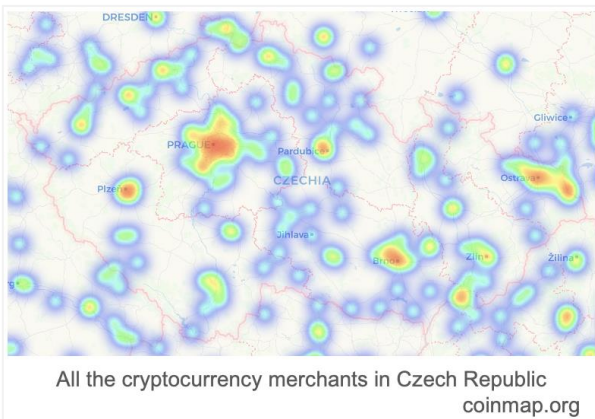 DRESDEN
Gliwice
PRAGUE
Pardubice
CZECHIA
Ostrava
Plzeň
Jihlava
Brno
Zlín
Žilina
All the cryptocurrency merchants in Czech Republic
coinmap.org